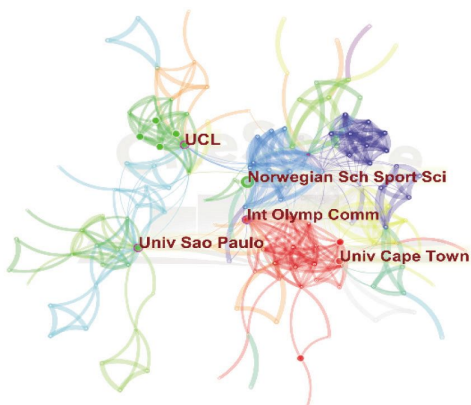 UCL
Norwegian Sch Sport Sci
Int Olymp Comm
Univ Sao Paulo
Univ Cape Town